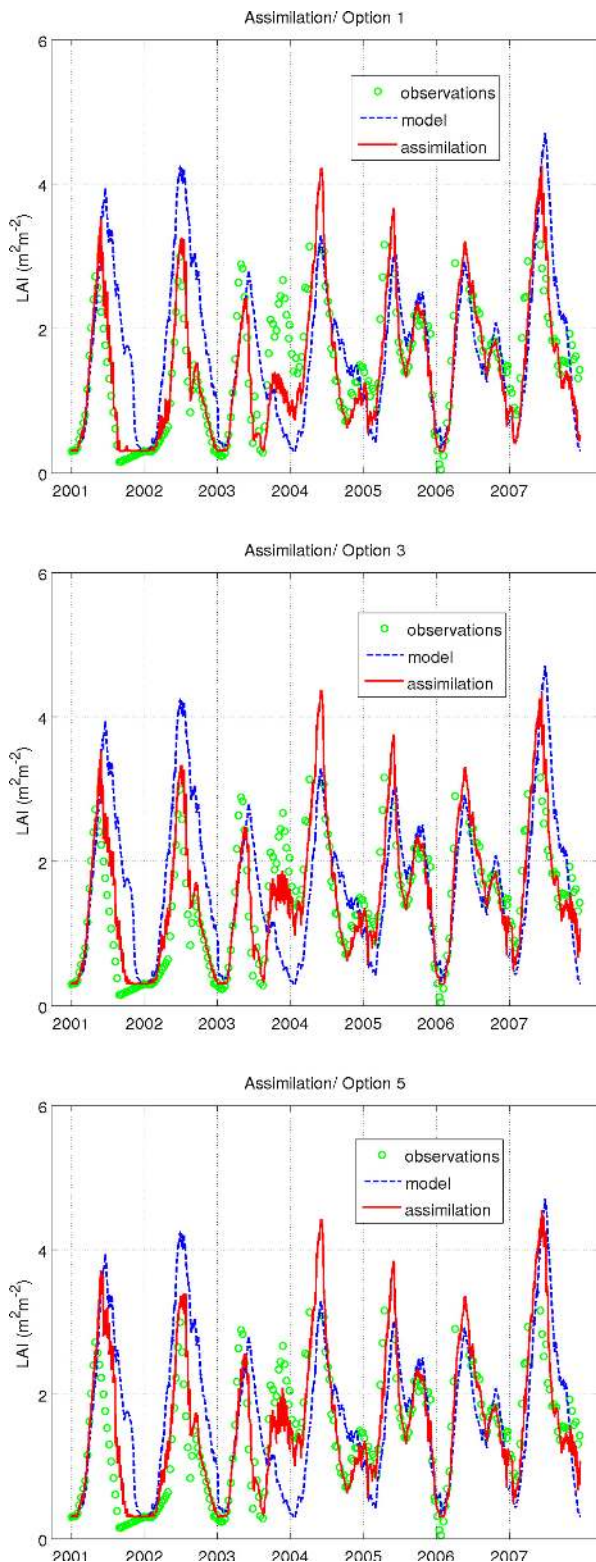 Assimilation/ Option 1
6
observations
model
assimilation
4
LAI (m²m⁻²)
2
0
2001 2002 2003 2004 2005 2006 2007
Assimilation/ Option 3
6
observations
model
assimilation
4
LAI (m²m⁻²)
2
0
2001 2002 2003 2004 2005 2006 2007
Assimilation/ Option 5
6
observations
model
assimilation
4
LAI (m²m⁻²)
2
0
2001 2002 2003 2004 2005 2006 2007